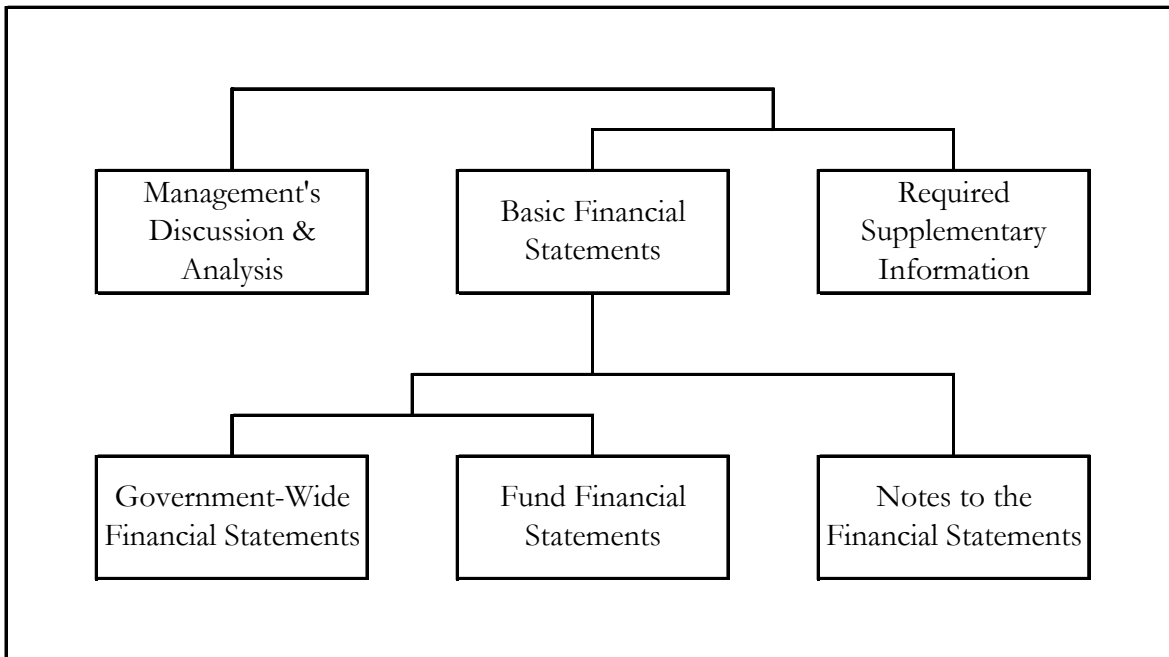 Management's
Discussion &
Analysis
Basic Financial
Statements
Required
Supplementary
Information
Government-Wide
Financial Statements
Fund Financial
Statements
Notes to the
Financial Statements